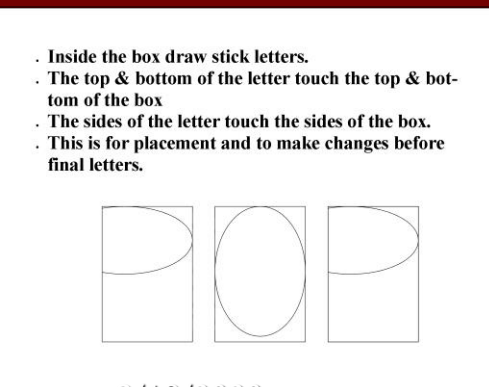 . Inside the box draw stick letters.
. The top & bottom of the letter touch the top & bot-
tom of the box
. The sides of the letter touch the sides of the box.
. This is for placement and to make changes before
final letters.
P O P